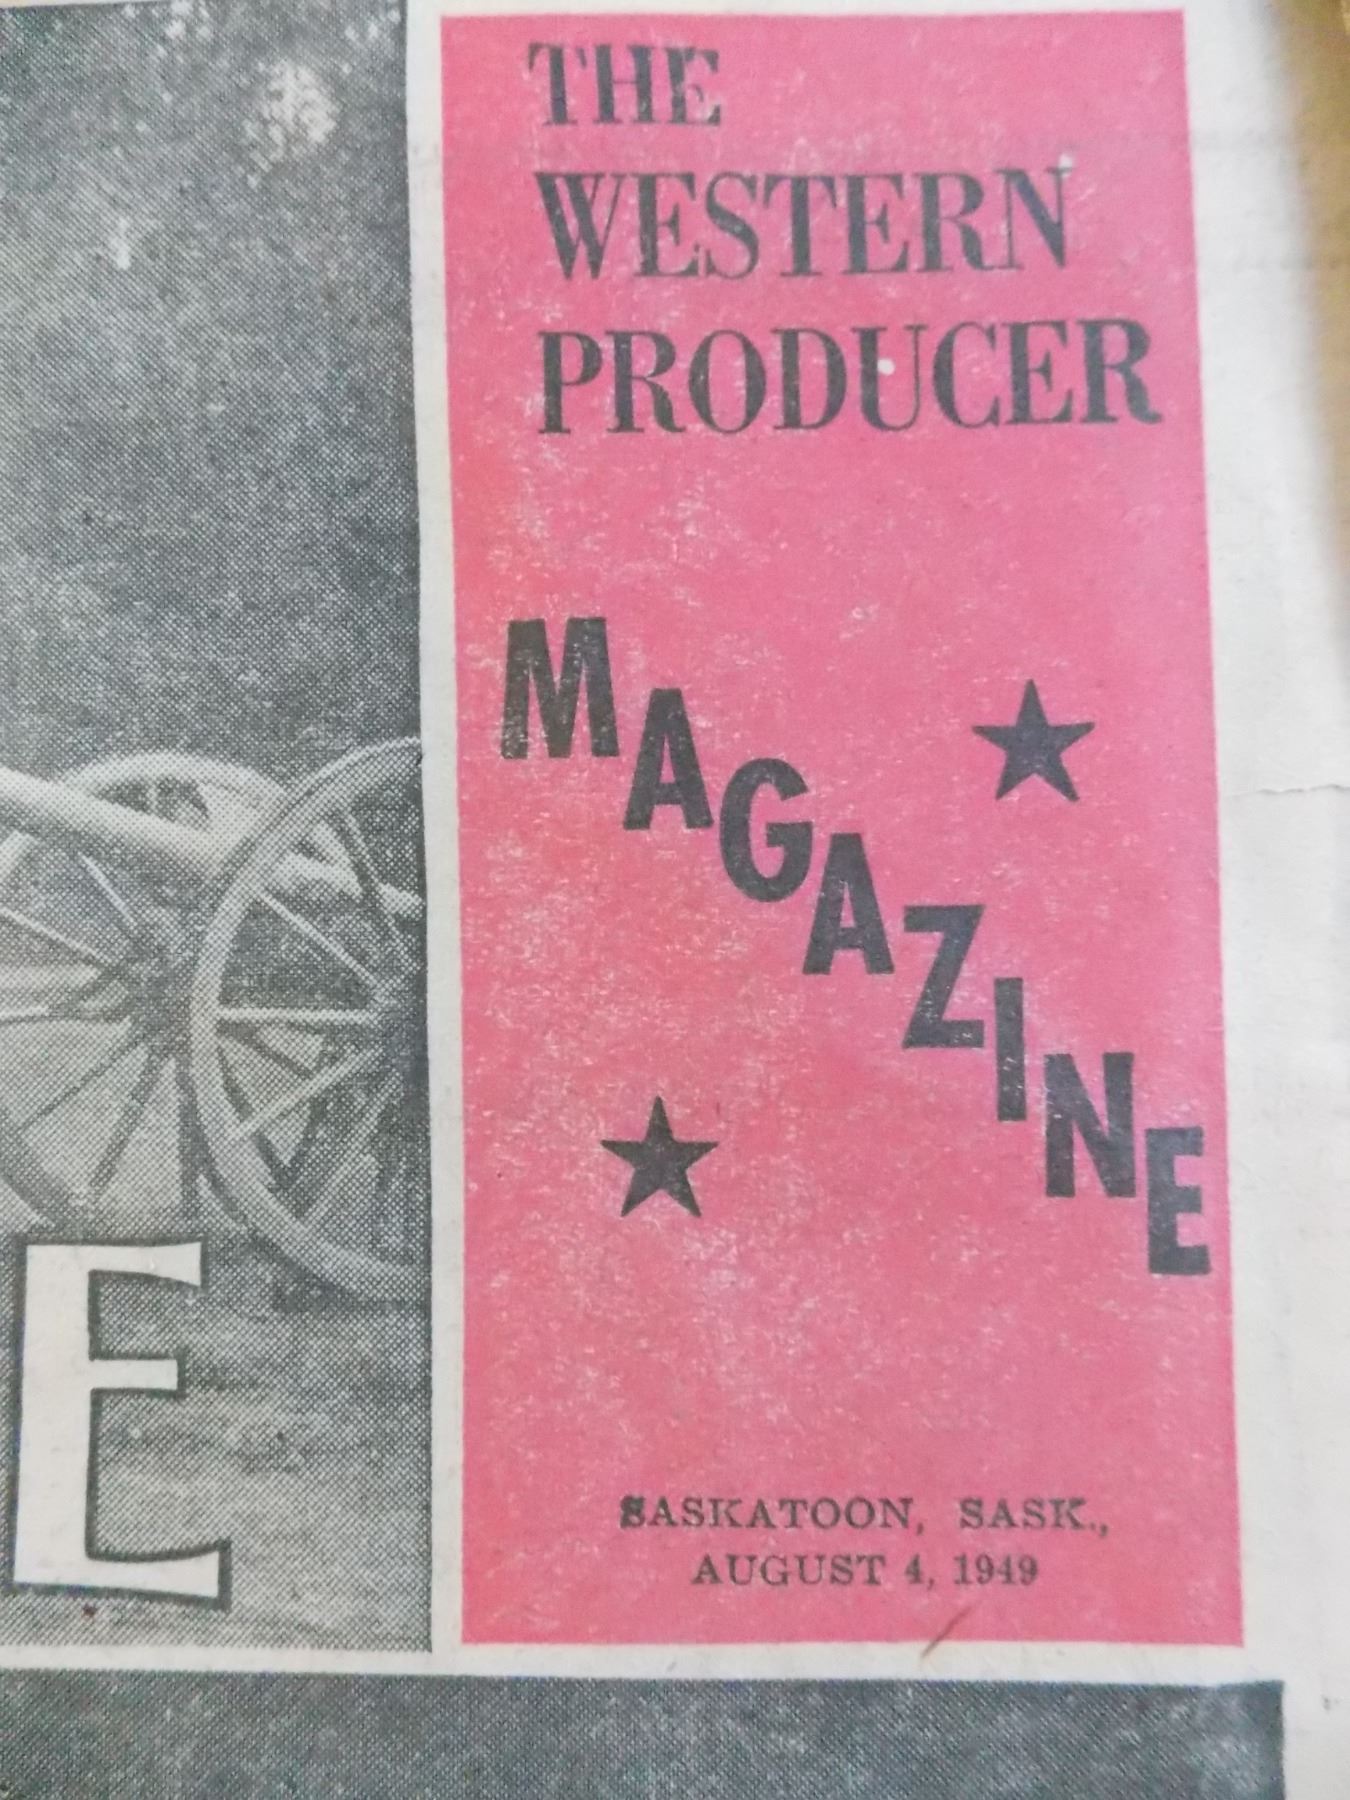 THE
WESTERN
PRODUCER
MAGAZINE
E
SASKATOON, SASK.,
AUGUST 4, 1949